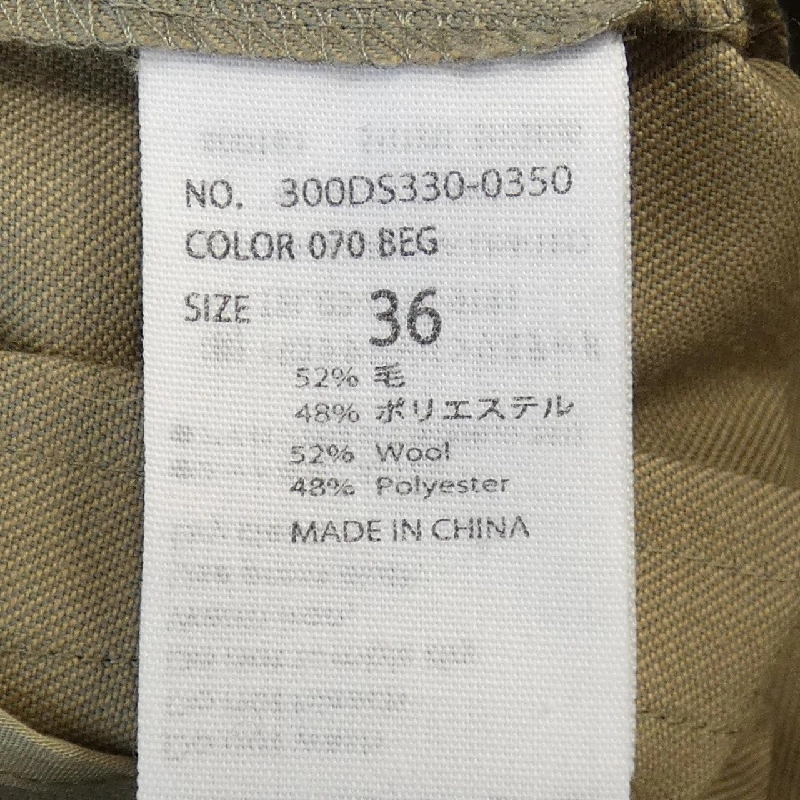 NO. 300DS330-0350
COLOR 070 BEG
SIZE 36
52% 毛
48% ポリエステル
52% Wool
48% Polyester
MADE IN CHINA